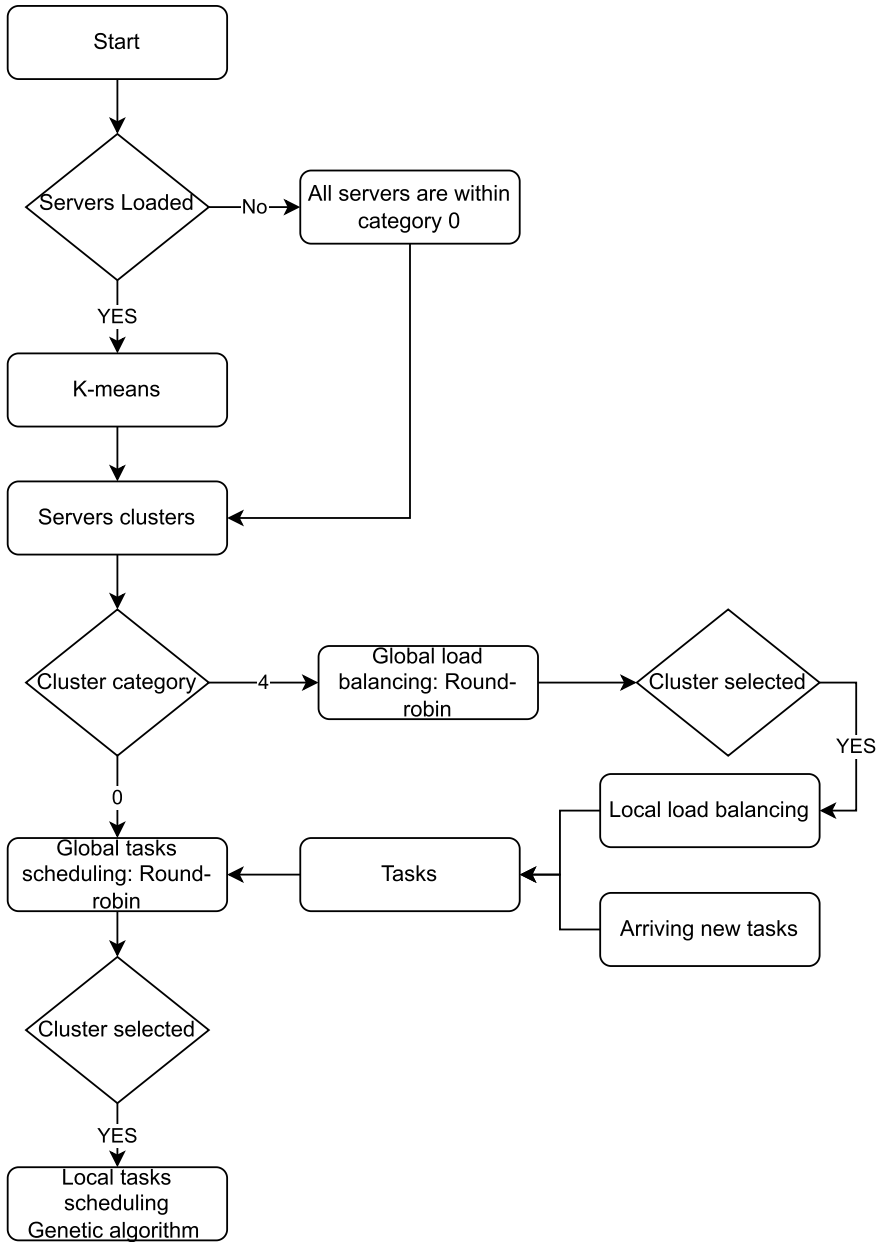 Start
Servers Loaded
No
All servers are within
category 0
YES
K-means
Servers clusters
Cluster category
4
Global load
balancing: Round-
robin
Cluster selected
YES
0
Local load balancing
Global tasks
scheduling: Round-
robin
Tasks
Arriving new tasks
Cluster selected
YES
Local tasks
scheduling
Genetic algorithm